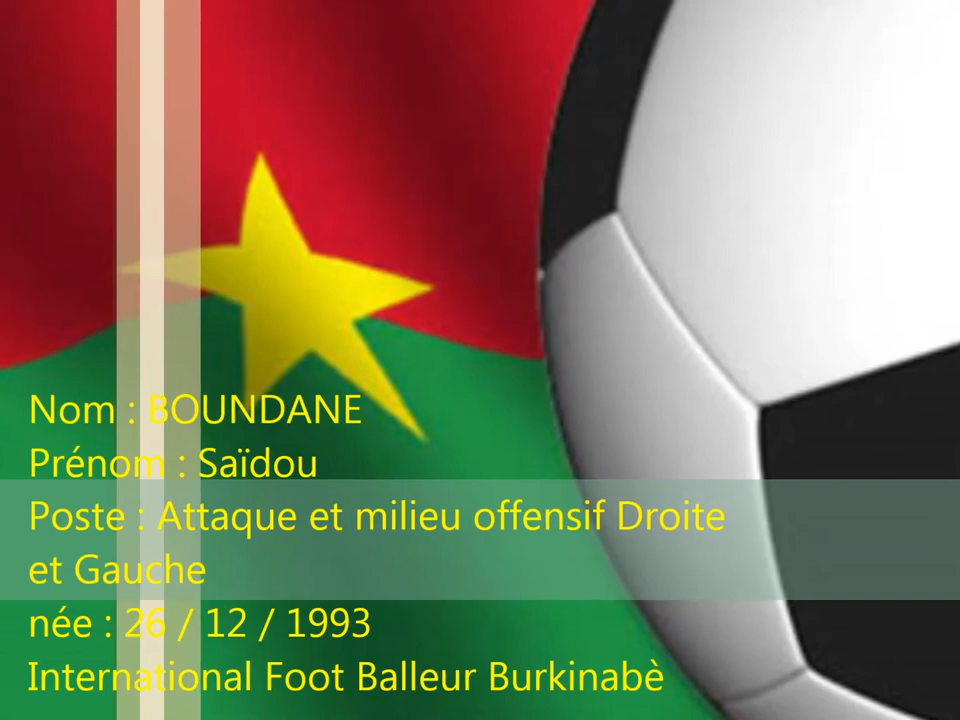 Nom : BOUNDANE
Prénom : Saïdou
Poste : Attaque et milieu offensif Droite
et Gauche
née : 26 / 12 / 1993
International Foot Balleur Burkinabè